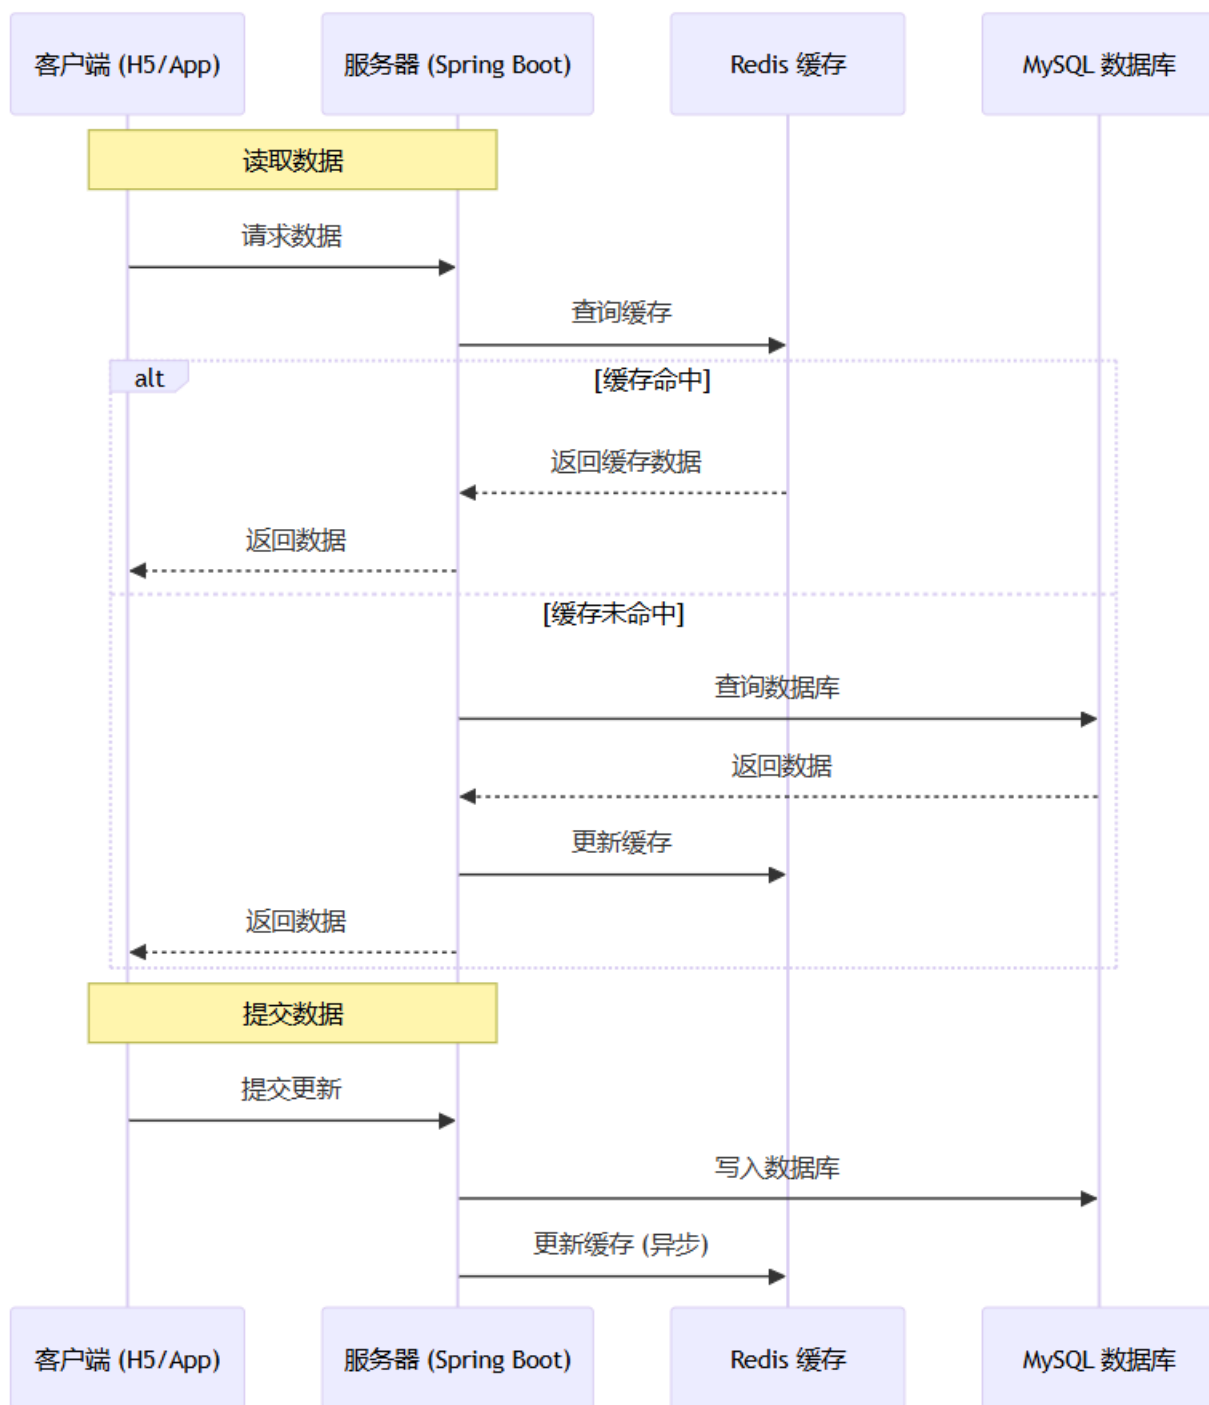 客户端 (H5/App)
服务器 (Spring Boot)
Redis 缓存
MySQL 数据库
读取数据
请求数据
查询缓存
alt
[缓存命中]
返回缓存数据
返回数据
[缓存未命中]
查询数据库
返回数据
更新缓存
返回数据
提交数据
提交更新
写入数据库
更新缓存 (异步)
客户端 (H5/App)
服务器 (Spring Boot)
Redis 缓存
MySQL 数据库